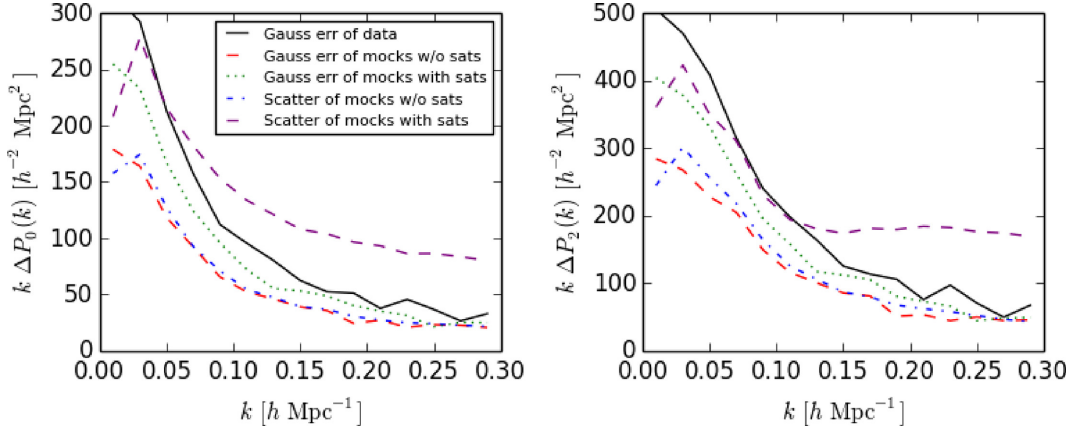 300
250
200
150
100
50
0
0.00 0.05 0.10 0.15 0.20 0.25 0.30
k ΔP₀(k) [h⁻² Mpc²]
k [h Mpc⁻¹]
Gauss err of data
Gauss err of mocks w/o sats
Gauss err of mocks with sats
Scatter of mocks w/o sats
Scatter of mocks with sats
500
400
300
200
100
0
0.00 0.05 0.10 0.15 0.20 0.25 0.30
k ΔP₂(k) [h⁻² Mpc²]
k [h Mpc⁻¹]